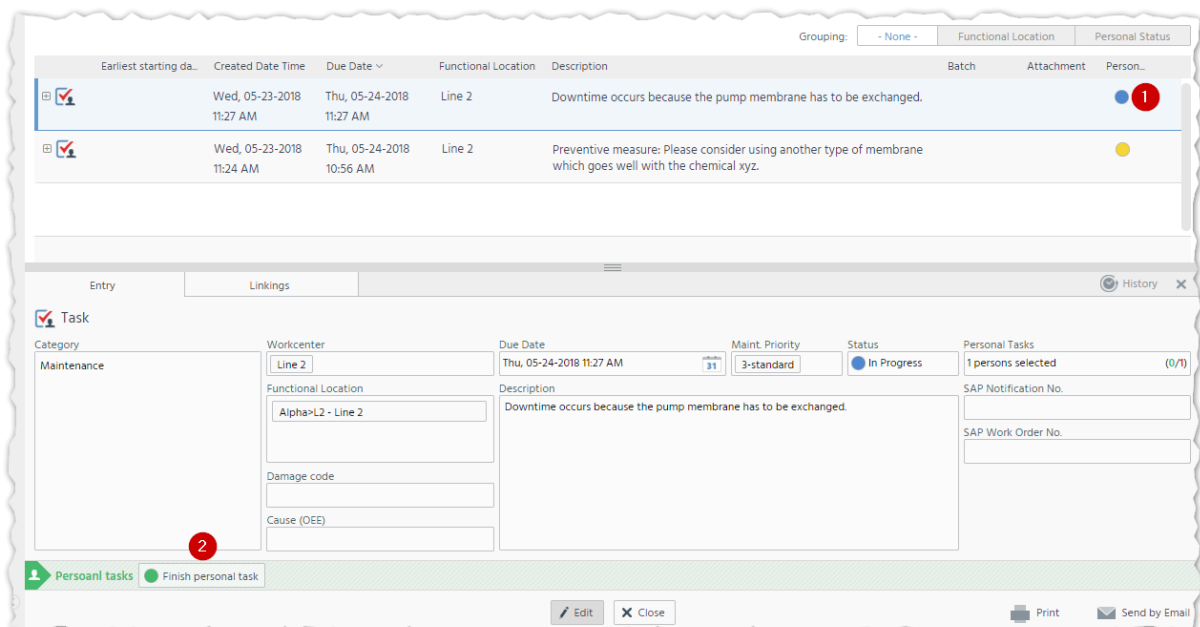 Grouping: - None - Functional Location Personal Status
Earliest starting da... Created Date Time Due Date Functional Location Description Batch Attachment Person...
Wed, 05-23-2018 Thu, 05-24-2018 Line 2 Downtime occurs because the pump membrane has to be exchanged. 1
11:27 AM 11:27 AM
Wed, 05-23-2018 Thu, 05-24-2018 Line 2 Preventive measure: Please consider using another type of membrane
11:24 AM 10:56 AM which goes well with the chemical xyz.
Entry Linkings History
Task
Category Workcenter Due Date Maint. Priority Status Personal Tasks
Maintenance Line 2 Thu, 05-24-2018 11:27 AM 31 3-standard In Progress 1 persons selected (0/1)
Functional Location Description SAP Notification No.
Alpha>L2 - Line 2 Downtime occurs because the pump membrane has to be exchanged.
SAP Work Order No.
Damage code
Cause (OEE)
2
Persoanl tasks Finish personal task
Edit Close Print Send by Email